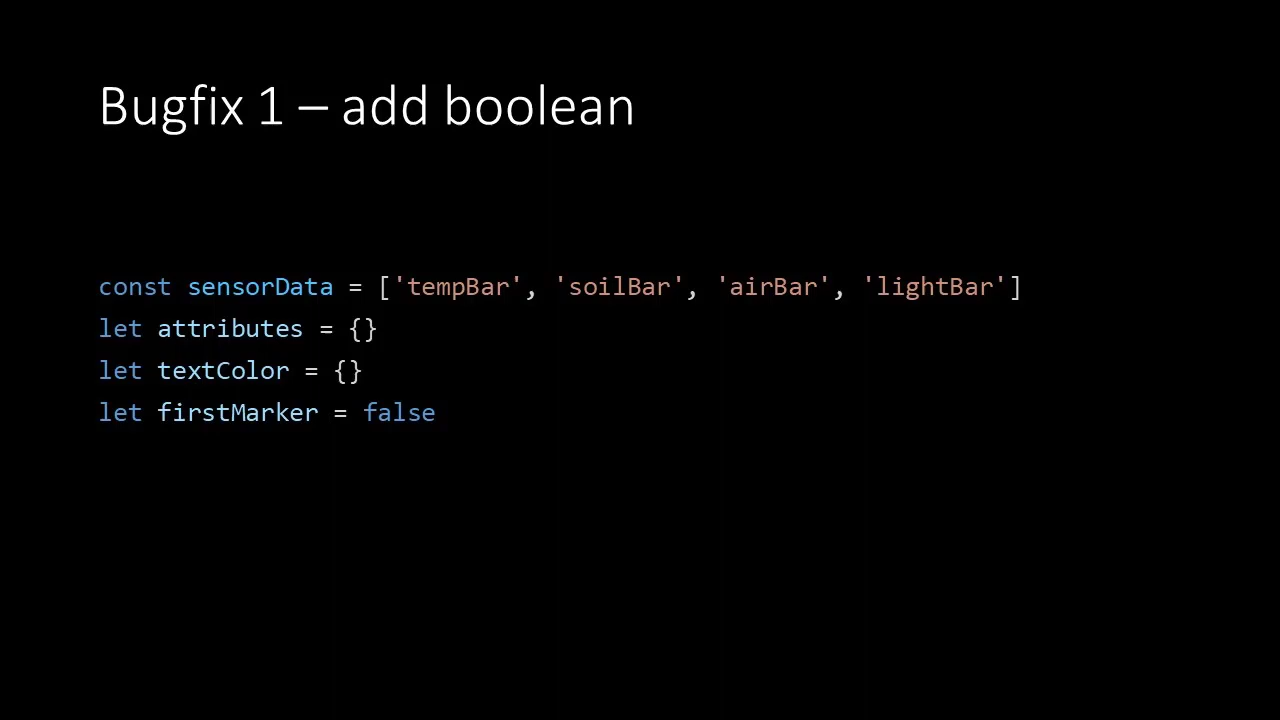 Bugfix 1 – add boolean
const sensorData = ['tempBar', 'soilBar', 'airBar', 'lightBar']
let attributes = {}
let textColor = {}
let firstMarker = false